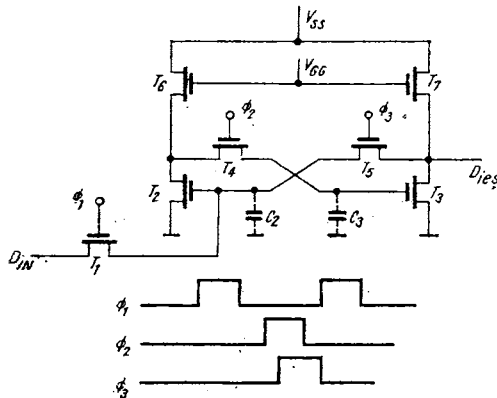 V_SS
V_GG
T_6
T_7
ϕ_2
ϕ_3
T_4
T_5
T_2
T_3
D_ies
ϕ_1
C_2
C_3
D_IN
T_1
ϕ_1
ϕ_2
ϕ_3